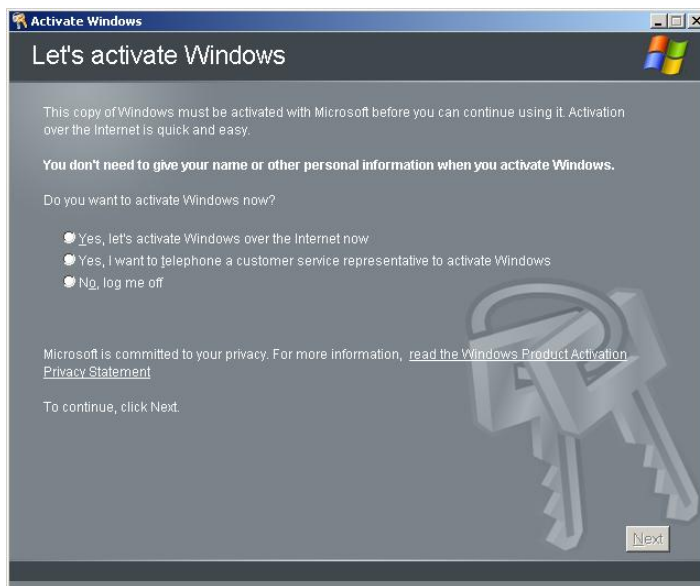 Activate Windows
Let's activate Windows
This copy of Windows must be activated with Microsoft before you can continue using it. Activation
over the Internet is quick and easy.
You don't need to give your name or other personal information when you activate Windows.
Do you want to activate Windows now?
Yes, let's activate Windows over the Internet now
Yes, I want to telephone a customer service representative to activate Windows
No, log me off
Microsoft is committed to your privacy. For more information, read the Windows Product Activation
Privacy Statement
To continue, click Next.
Next